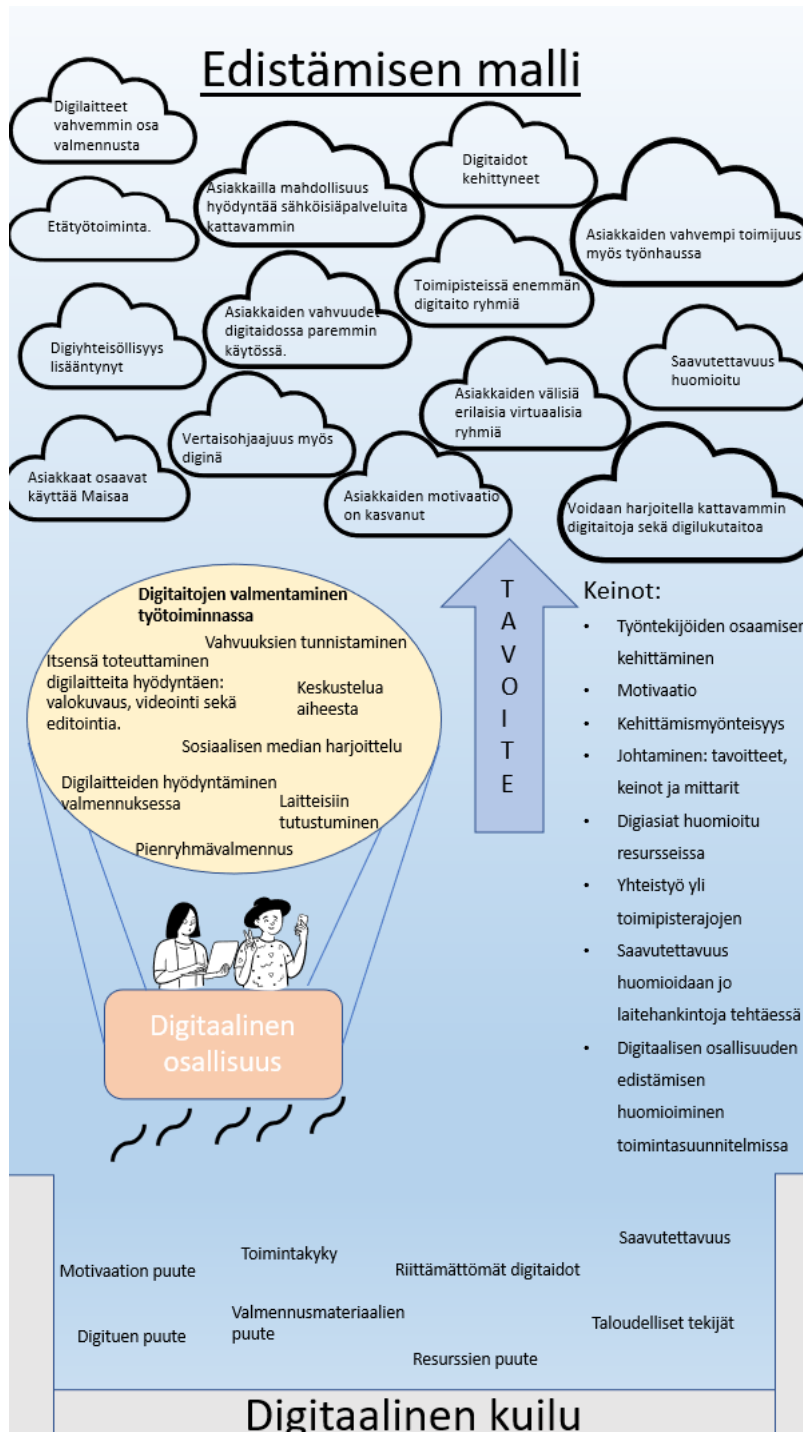 Edistämisen malli
Digilaitteet
vahvemmin osa
valmennusta
Asiakkailla mahdollisuus
hyödyntää sähköisiäpalveluita
kattavammin
Digitaidot
kehittyneet
Asiakkaiden vahvempi toimijuus
myös työnhaussa
Etätyötoiminta.
Asiakkaiden vahvuudet
digitaidossa paremmin
käytössä.
Toimipisteissä enemmän
digitaito ryhmiä
Digiyhteisöllisyys
lisääntynyt
Saavutettavuus
huomioitu
Vertaisohjaajuus myös
diginä
Asiakkaiden välisiä
erilaisia virtuaalisia
ryhmiä
Asiakkaat osaavat
käyttää Maisaa
Asiakkaiden motivaatio
on kasvanut
Voidaan harjoitella kattavammin
digitaitoja sekä digilukutaitoa
Digitaitojen valmentaminen
työtoiminnassa
Vahvuuksien tunnistaminen
Itsensä toteuttaminen
digilaitteita hyödyntäen:
valokuvaus, videointi sekä
editointia.
Keskustelua
aiheesta
Sosiaalisen median harjoittelu
Digilaitteiden hyödyntäminen
valmennuksessa
Laitteisiin
tutustuminen
Pienryhmävalmennus
T
A
V
O
I
T
E
Keinot:
• Työntekijöiden osaamisen
kehittäminen
• Motivaatio
• Kehittämismyönteisyys
• Johtaminen: tavoitteet,
keinot ja mittarit
• Digiasiat huomioitu
resursseissa
• Yhteistyö yli
toimipisterajojen
• Saavutettavuus
huomioidaan jo
laitehankintoja tehtäessä
• Digitaalisen osallisuuden
edistämisen
huomioiminen
toimintasuunnitelmissa
Digitaalinen
osallisuus
Motivaation puute
Toimintakyky
Riittämättömät digitaidot
Saavutettavuus
Digituen puute
Valmennusmateriaalien
puute
Resurssien puute
Taloudelliset tekijät
Digitaalinen kuilu